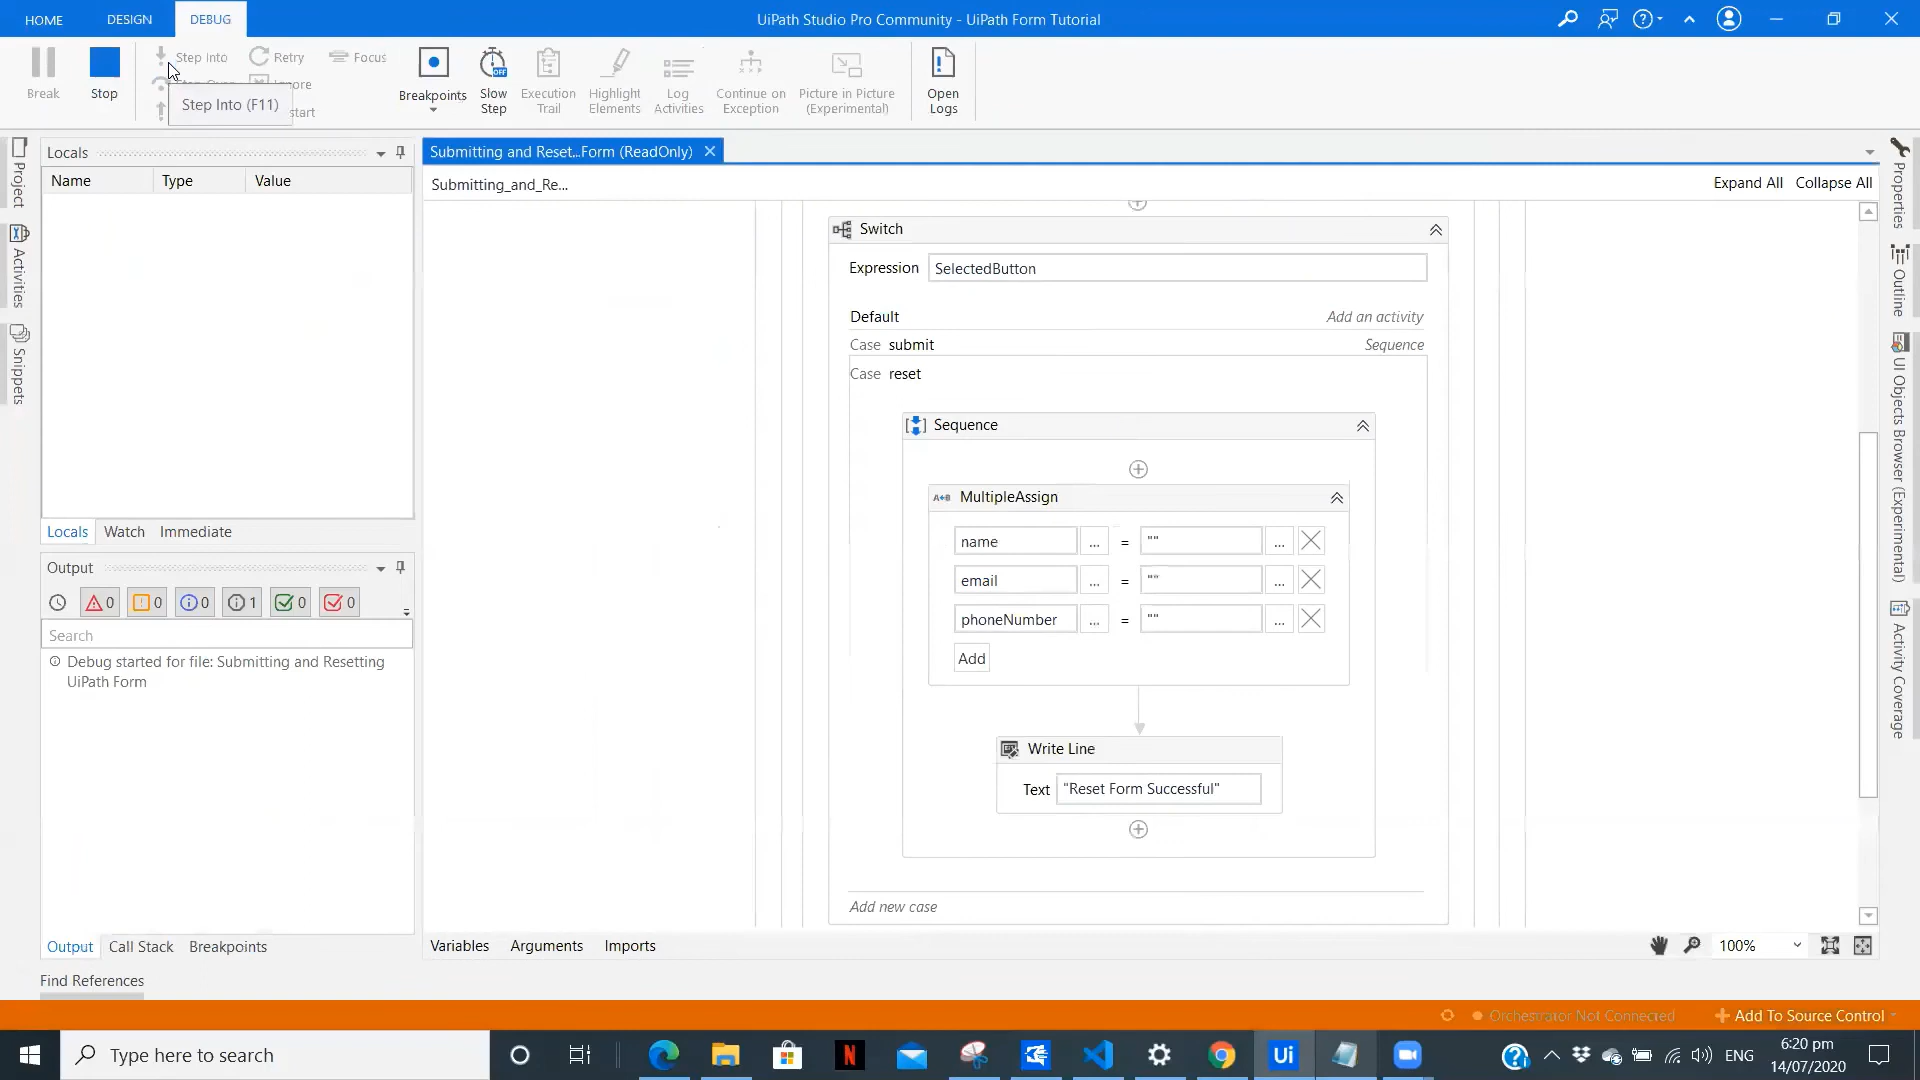 HOME
DESIGN
DEBUG
UiPath Studio Pro Community - UiPath Form Tutorial
Break
Stop
Step Into
Retry
Focus
Step Into (F11)
Breakpoints
Slow Step
OFF
Execution Trail
Highlight Elements
Log Activities
Continue on Exception
Picture in Picture (Experimental)
Open Logs
Project
Activities
Snippets
Locals
Name
Type
Value
Locals
Watch
Immediate
Output
0
0
0
1
0
0
Search
Debug started for file: Submitting and Resetting
UiPath Form
Output
Call Stack
Breakpoints
Find References
Submitting and Reset...Form (ReadOnly)
Submitting_and_Re...
Expand All
Collapse All
Switch
Expression
SelectedButton
Default
Add an activity
Case submit
Sequence
Case reset
Sequence
A+B MultipleAssign
name ... = "" ...
email ... = "" ...
phoneNumber ... = "" ...
Add
Write Line
Text "Reset Form Successful"
Add new case
Variables
Arguments
Imports
100%
Properties
Outline
UI Objects Browser (Experimental)
Activity Coverage
Orchestrator Not Connected
Add To Source Control
Type here to search
N
Ui
ENG
6:20 pm
14/07/2020